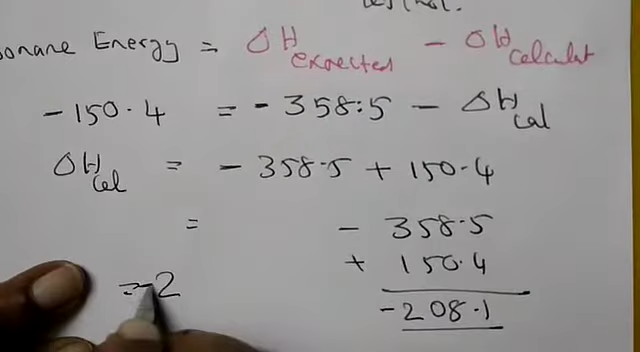 Energy = ΔH expected - ΔH calculat
- 150.4 = - 358.5 - ΔH cal
ΔH cal = - 358.5 + 150.4
= - 358.5
+ 150.4
= - 2
- 208.1